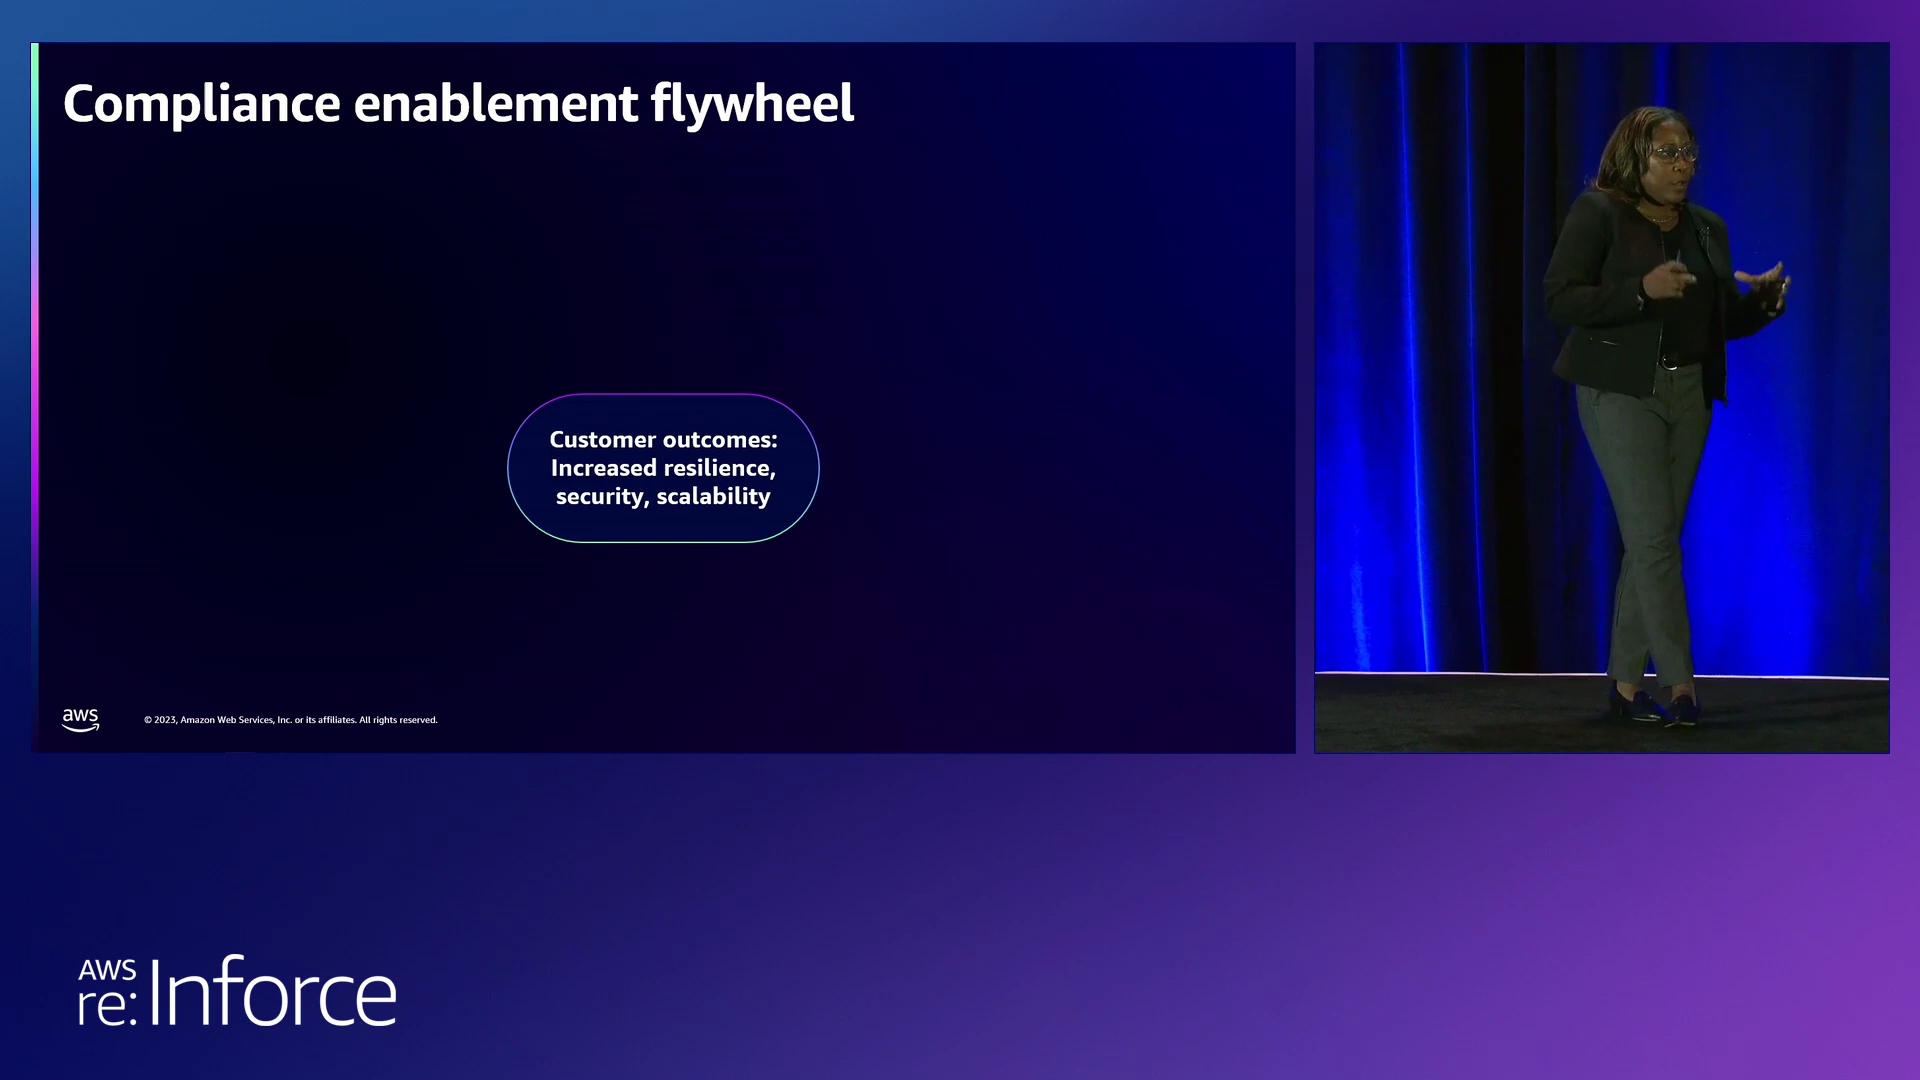 Compliance enablement flywheel
Customer outcomes:
Increased resilience,
security, scalability
aws
© 2023, Amazon Web Services, Inc. or its affiliates. All rights reserved.
AWS
re:Inforce